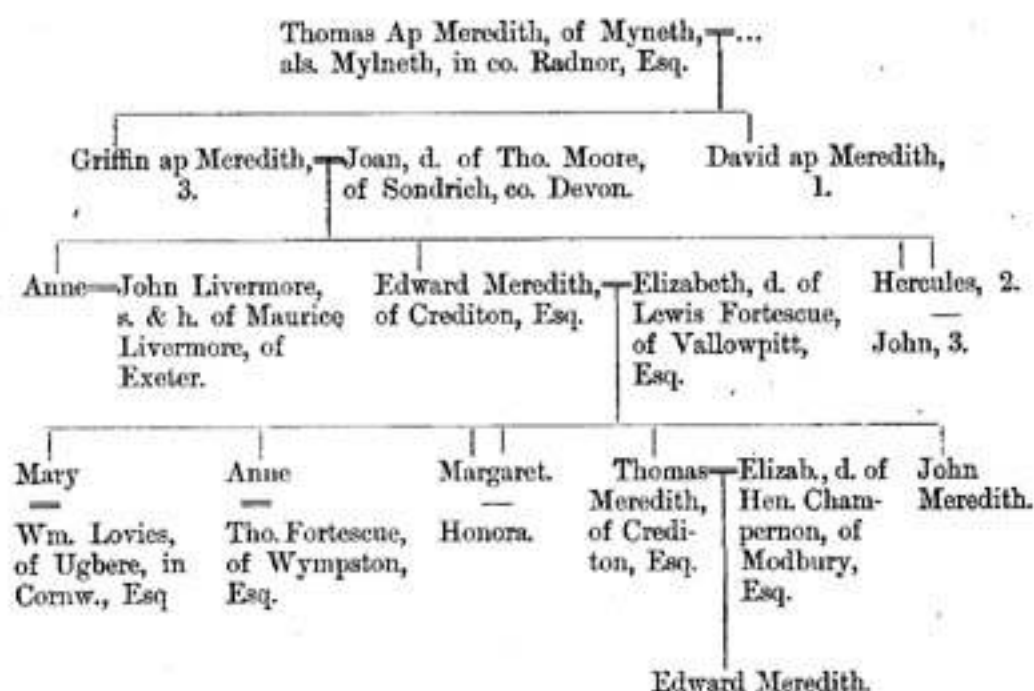 Thomas Ap Meredith, of Myneth, ...
als. Mylneth, in co. Radnor, Esq.
Griffin ap Meredith,
3.
Joan, d. of Tho. Moore,
of Sondrich, co. Devon.
David ap Meredith,
1.
Anne
John Livermore,
s. & h. of Maurice
Livermore, of
Exeter.
Edward Meredith,
of Crediton, Esq.
Elizabeth, d. of
Lewis Fortescue,
of Vallowpitt,
Esq.
Hercules, 2.
—
John, 3.
Mary
Wm. Lovies,
of Ugbere, in
Cornw., Esq
Anne
Tho. Fortescue,
of Wympston,
Esq.
Margaret.
—
Honora.
Thomas
Meredith,
of Credi-
ton, Esq.
Elizab., d. of
Hen. Cham-
pernon, of
Modbury,
Esq.
John
Meredith.
Edward Meredith.